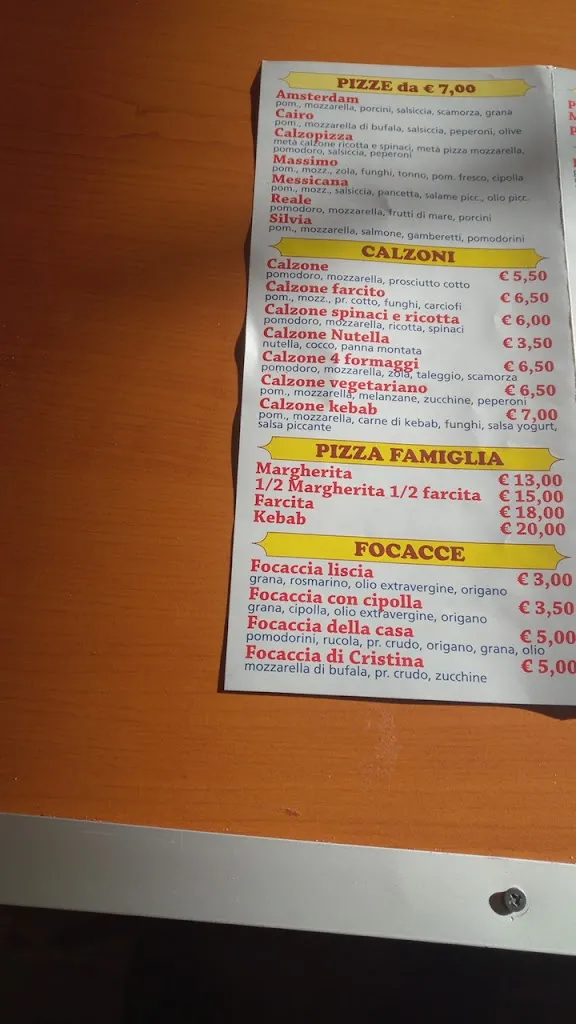 PIZZE da € 7,00
Amsterdam
pom., mozzarella, porcini, salsiccia, scamorza, grana
Cairo
pom., mozzarella di bufala, salsiccia, peperoni, olive
Calzopizza
metà calzone ricotta e spinaci, metà pizza mozzarella,
pomodoro, salsiccia, peperoni
Massimo
pom., mozz., zola, funghi, tonno, pom. fresco, cipolla
Messicana
pom., mozz., salsiccia, pancetta, salame picc., olio picc.
Reale
pomodoro, mozzarella, frutti di mare, porcini
Silvia
pom., mozzarella, salmone, gamberetti, pomodorini
CALZONI
Calzone € 5,50
pomodoro, mozzarella, prosciutto cotto
Calzone farcito € 6,50
pom., mozz., pr. cotto, funghi, carciofi
Calzone spinaci e ricotta € 6,00
pomodoro, mozzarella, ricotta, spinaci
Calzone Nutella € 3,50
nutella, cocco, panna montata
Calzone 4 formaggi € 6,50
pomodoro, mozzarella, zola, taleggio, scamorza
Calzone vegetariano € 6,50
pom., mozzarella, melanzane, zucchine, peperoni
Calzone kebab € 7,00
pom., mozzarella, carne di kebab, funghi, salsa yogurt,
salsa piccante
PIZZA FAMIGLIA
Margherita € 13,00
1/2 Margherita 1/2 farcita € 15,00
Farcita € 18,00
Kebab € 20,00
FOCACCE
Focaccia liscia € 3,00
grana, rosmarino, olio extravergine, origano
Focaccia con cipolla € 3,50
grana, cipolla, olio extravergine, origano
Focaccia della casa € 5,00
pomodorini, rucola, pr. crudo, origano, grana, olio
Focaccia di Cristina € 5,00
mozzarella di bufala, pr. crudo, zucchine